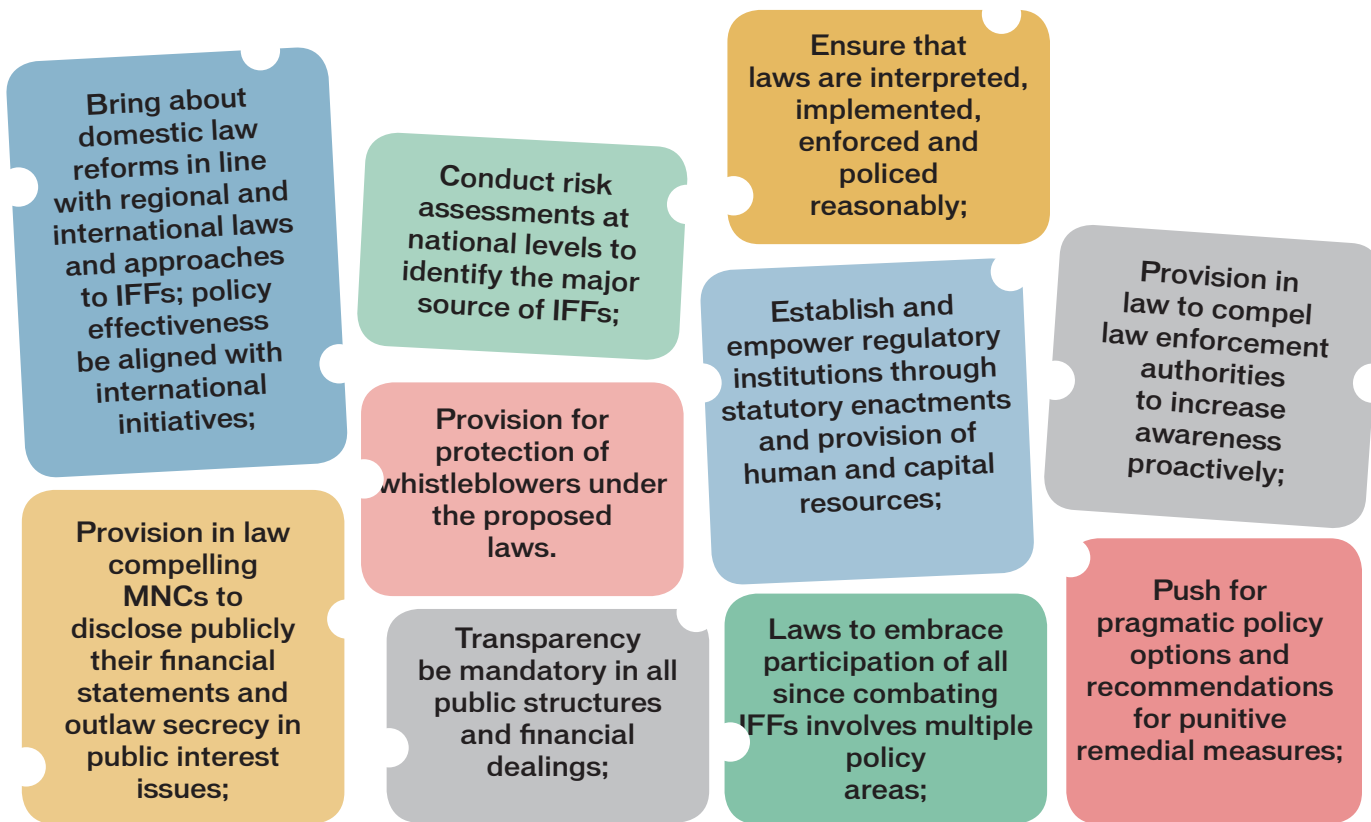 Bring about
domestic law
reforms in line
with regional and
international laws
and approaches
to IFFs; policy
effectiveness
be aligned with
international
initiatives;
Conduct risk
assessments at
national levels to
identify the major
source of IFFs;
Ensure that
laws are interpreted,
implemented,
enforced and
policed
reasonably;
Provision in
law to compel
law enforcement
authorities
to increase
awareness
proactively;
Establish and
empower regulatory
institutions through
statutory enactments
and provision of
human and capital
resources;
Provision for
protection of
whistleblowers under
the proposed
laws.
Provision in law
compelling
MNCs to
disclose publicly
their financial
statements and
outlaw secrecy in
public interest
issues;
Transparency
be mandatory in all
public structures
and financial
dealings;
Laws to embrace
participation of all
since combating
IFFs involves multiple
policy
areas;
Push for
pragmatic policy
options and
recommendations
for punitive
remedial measures;